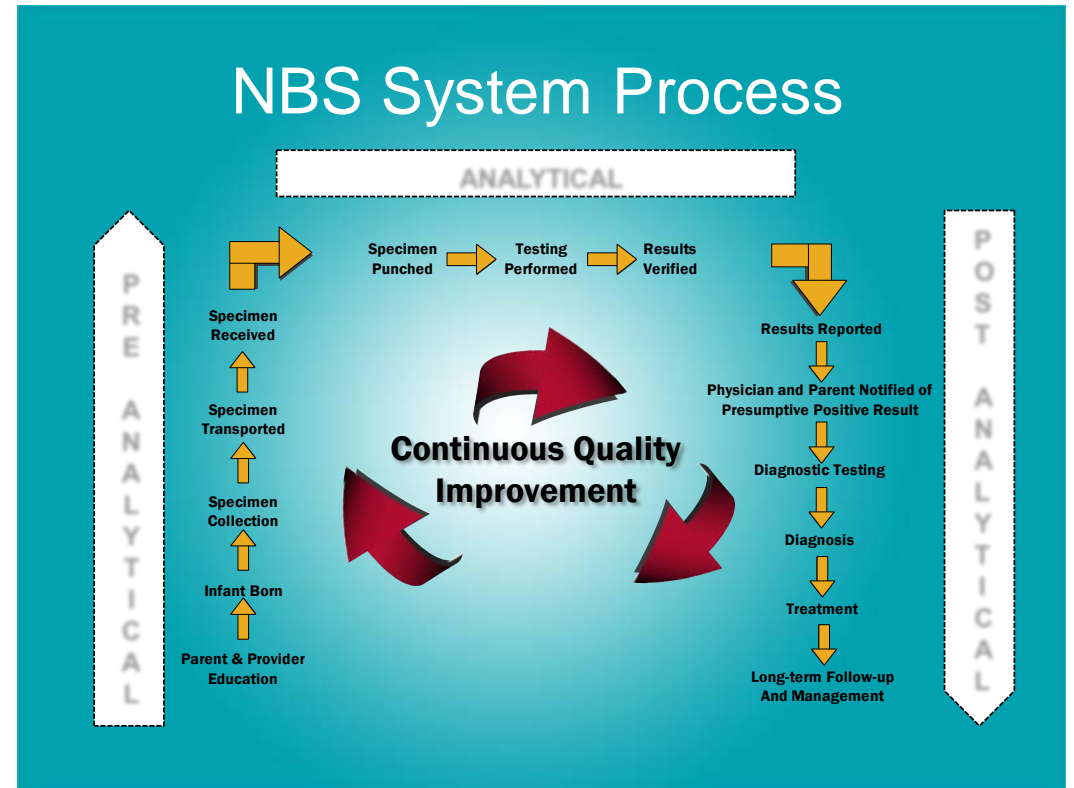 NBS System Process
ANALYTICAL
PRE ANALYTICAL
Parent & Provider
Education
Infant Born
Specimen
Collection
Specimen
Transported
Specimen
Received
Specimen
Punched
Testing
Performed
Results
Verified
Results Reported
Physician and Parent Notified of
Presumptive Positive Result
Diagnostic Testing
Diagnosis
Treatment
Long-term Follow-up
And Management
POST ANALYTICAL
Continuous Quality
Improvement